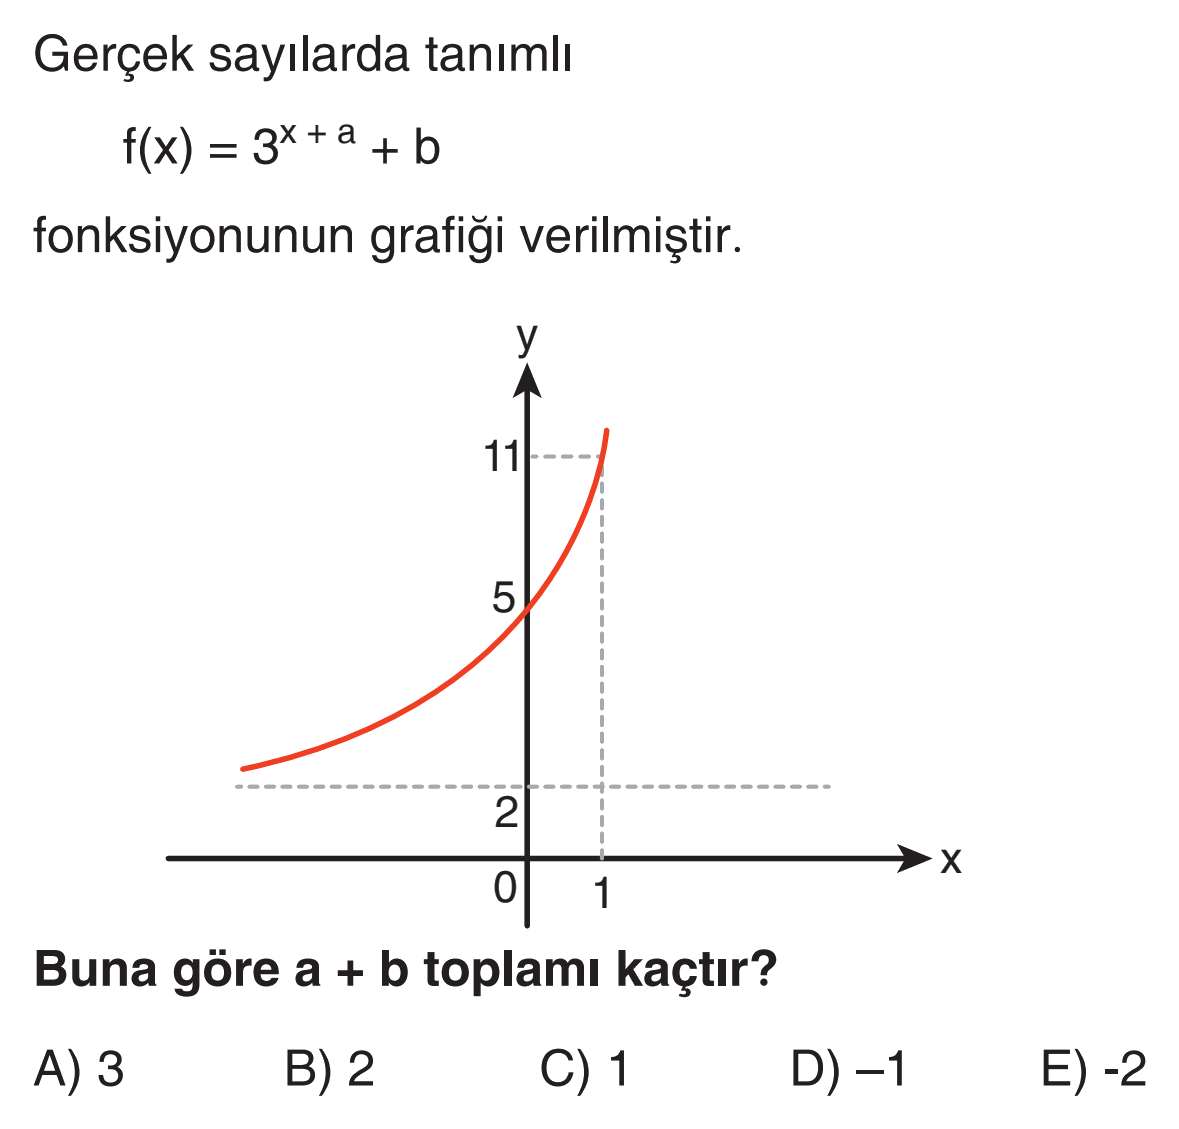 Gerçek sayılarda tanımlı
f(x) = 3^{x + a} + b
fonksiyonunun grafiği verilmiştir.
y
11
5
2
0
1
x
Buna göre a + b toplamı kaçtır?
A) 3 B) 2 C) 1 D) –1 E) -2